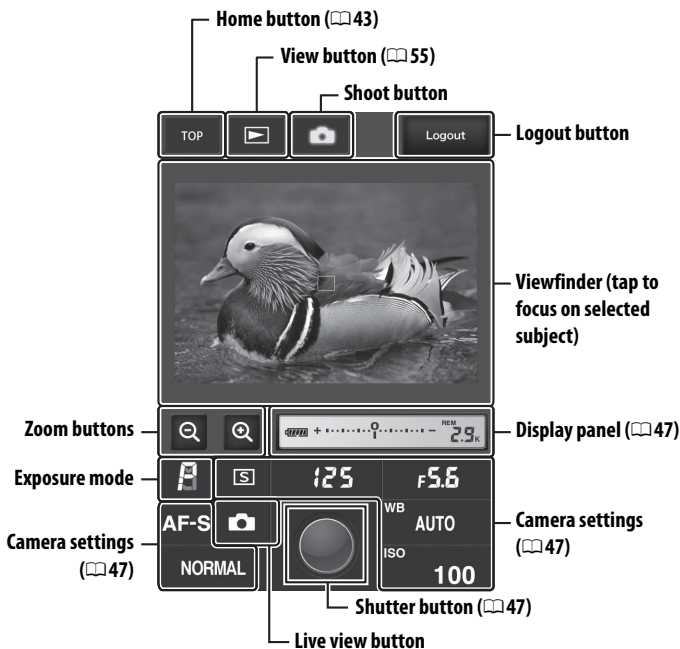 Home button (43)
View button (55)
Shoot button
TOP
Logout
Logout button
Viewfinder (tap to
focus on selected
subject)
Zoom buttons
+ 0 - REM 2.9K
Display panel (47)
Exposure mode
P S 125 F5.6
AF-S
WB
AUTO
Camera settings
(47)
Camera settings
(47)
NORMAL
ISO
100
Shutter button (47)
Live view button